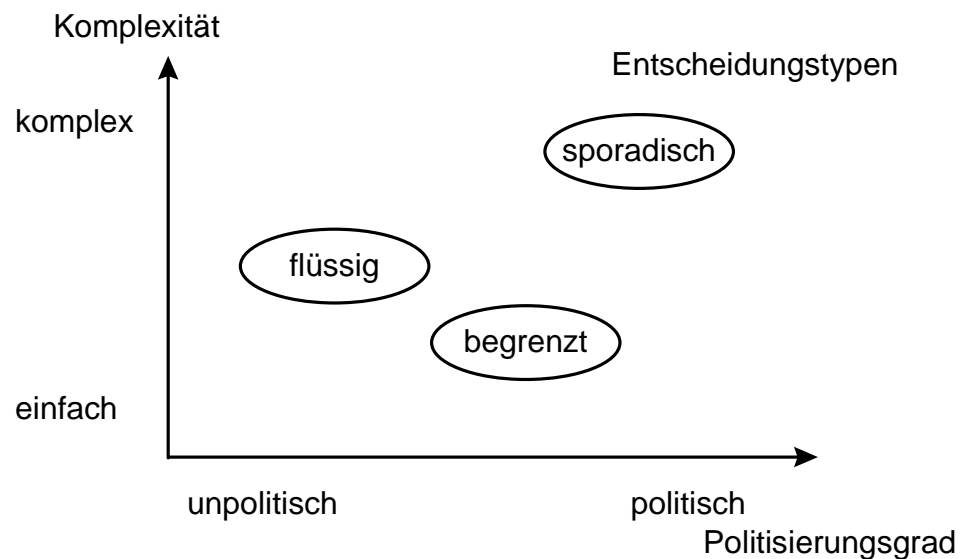 Komplexität
Entscheidungstypen
komplex
sporadisch
flüssig
begrenzt
einfach
unpolitisch
politisch
Politisierungsgrad